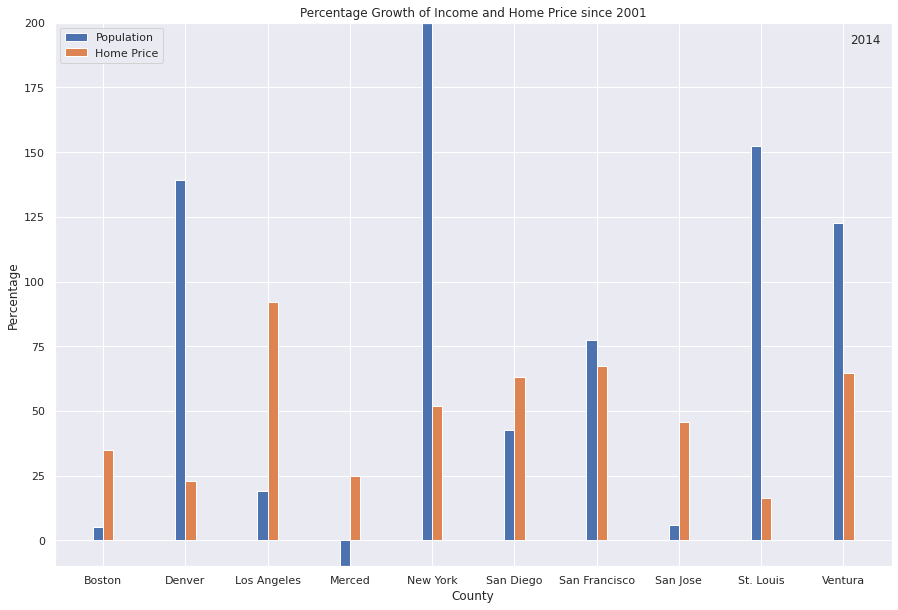 Percentage Growth of Income and Home Price since 2001
Population
Home Price
2014
200
175
150
125
100
75
50
25
0
Percentage
Boston
Denver
Los Angeles
Merced
New York
San Diego
San Francisco
San Jose
St. Louis
Ventura
County